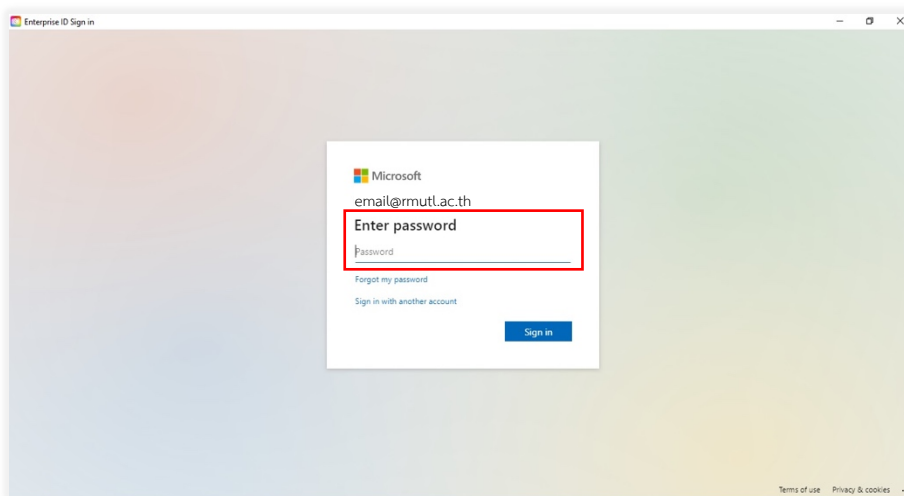 Enterprise ID Sign in
Microsoft
email@rmutl.ac.th
Enter password
Password
Forgot my password
Sign in with another account
Sign in
Terms of use Privacy & cookies